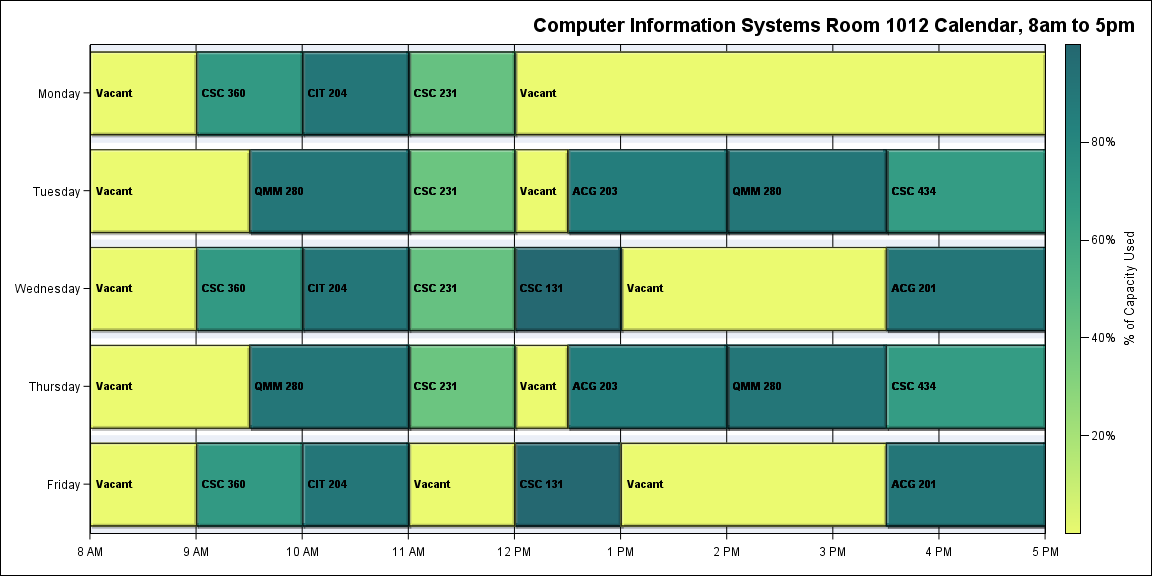 Computer Information Systems Room 1012 Calendar, 8am to 5pm
Monday
Vacant
CSC 360
CIT 204
CSC 231
Vacant
Tuesday
Vacant
QMM 280
CSC 231
Vacant
ACG 203
QMM 280
CSC 434
Wednesday
Vacant
CSC 360
CIT 204
CSC 231
CSC 131
Vacant
ACG 201
Thursday
Vacant
QMM 280
CSC 231
Vacant
ACG 203
QMM 280
CSC 434
Friday
Vacant
CSC 360
CIT 204
Vacant
CSC 131
Vacant
ACG 201
8 AM
9 AM
10 AM
11 AM
12 PM
1 PM
2 PM
3 PM
4 PM
5 PM
80%
60%
40%
20%
% of Capacity Used